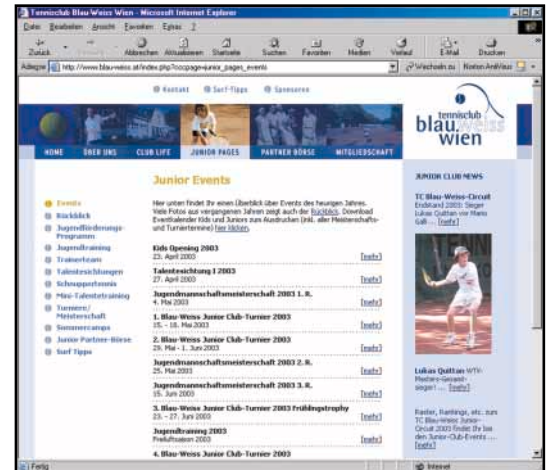 Tennisclub Blau-Weiss Wien - Microsoft Internet Explorer
Datei Bearbeiten Ansicht Favoriten Extras ?
Zurück Abbrechen Aktualisieren Startseite Suchen Favoriten Medien Verlauf E-Mail Drucken
Adresse http://www.blau-weiss.at/index.php?cccpage=junior_pages_events Wechseln zu Norton AntiVirus
Kontakt Surf-Tipps Sponsoren
tennisclub
blau.weiss
wien
HOME ÜBER UNS CLUB LIFE JUNIOR PAGES PARTNER BÖRSE MITGLIEDSCHAFT
Junior Events
Events
Rückblick
Jugendförderungs-
Programm
Jugendtraining
Trainerteam
Talentesichtungen
Schnuppertennis
Mini-Talentetraining
Turniere/
Meisterschaft
Sommercamps
Junior Partner-Börse
Surf Tipps
Hier unten findet Ihr einen Überblick über Events des heurigen Jahres.
Viele Fotos aus vergangenen Jahren zeigt auch der Rückblick. Download
Eventkalender Kids und Juniors zum Ausdrucken (inkl. aller Meisterschafts-
und Turniertermine) hier klicken.
Kids Opening 2003
23. April 2003 [mehr]
Talentesichtung I 2003
27. April 2003 [mehr]
Jugendmannschaftsmeisterschaft 2003 1. R.
4. Mai 2003 [mehr]
1. Blau-Weiss Junior Club-Turnier 2003
15. - 18. Mai 2003 [mehr]
2. Blau-Weiss Junior Club-Turnier 2003
29. Mai - 1. Juni 2003 [mehr]
Jugendmannschaftsmeisterschaft 2003 2. R.
25. Mai 2003 [mehr]
Jugendmannschaftsmeisterschaft 2003 3. R.
15. Juni 2003 [mehr]
3. Blau-Weiss Junior Club-Turnier 2003 Frühlingstrophy
23. - 27. Juni 2003 [mehr]
Jugendtraining 2003
Freiluftsaison 2003 [mehr]
4. Blau-Weiss Junior Club-Turnier 2003
JUNIOR CLUB NEWS
TC Blau-Weiss-Circuit
Endstand 2003: Sieger
Lukas Quittan vor Mario
Gall ... [mehr]
Lukas Quittan WTV-
Masters-Gesamt-
sieger! ... [mehr]
Raster, Rankings, etc. zum
TC Blau-Weiss Junior-
Circuit 2003 findet Ihr bei
den Junior-Club-Events ...
[mehr]
Fertig Internet